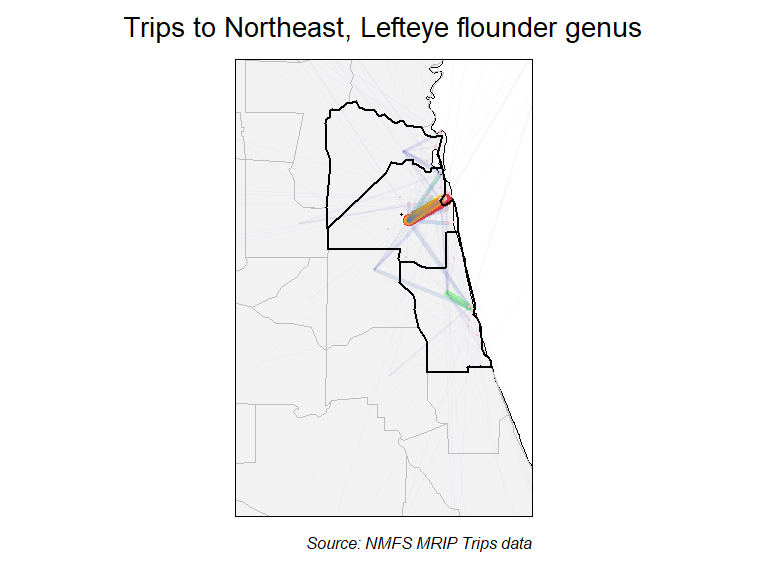 Trips to Northeast, Lefteye flounder genus
Source: NMFS MRIP Trips data